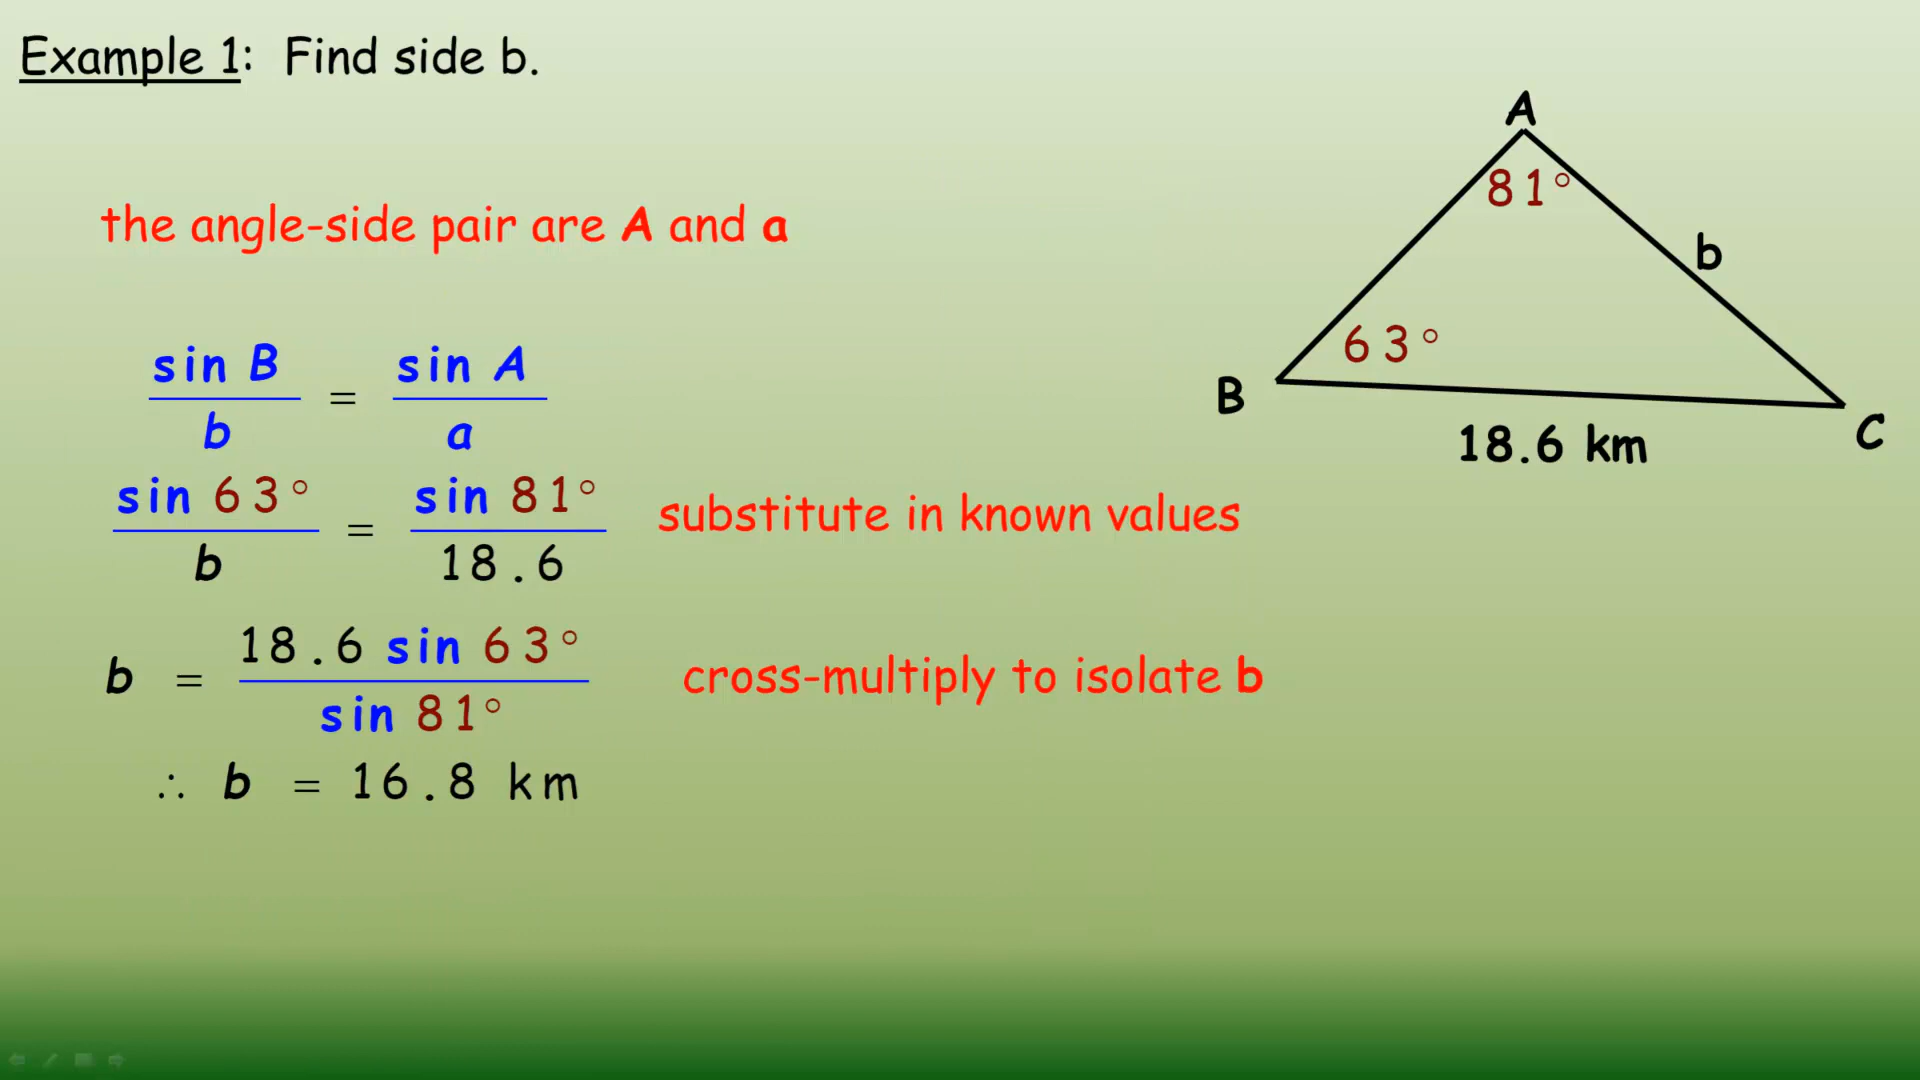 Example 1: Find side b.
A
81°
the angle-side pair are A and a
b
63°
B
C
18.6 km
sin B / b = sin A / a
sin 63° / b = sin 81° / 18.6
substitute in known values
b = 18.6 sin 63° / sin 81°
cross-multiply to isolate b
∴ b = 16.8 km